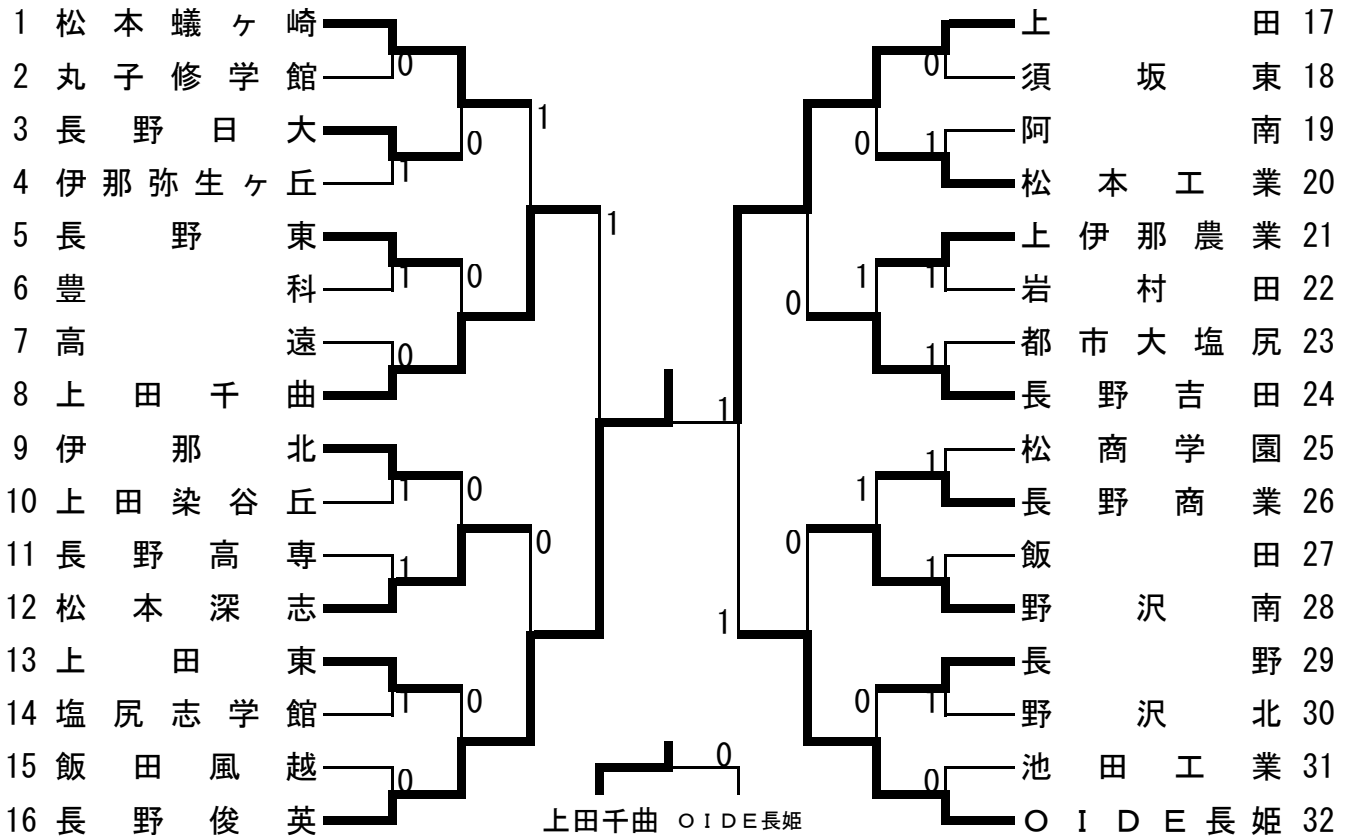 1 松本蟻ヶ崎
0
2 丸子修学館
1
3 長野日大
0
1
4 伊那弥生ヶ丘
1
5 長野東
1
0
6 豊科
7 高遠
0
8 上田千曲
9 伊那北
1
0
10 上田染谷丘
0
11 長野高専
1
12 松本深志
13 上田東
1
0
14 塩尻志学館
15 飯田風越
0
16 長野俊英
上田 17
0
須坂東 18
阿南 19
1
0
松本工業 20
上伊那農業 21
1
1
岩村田 22
0
都市大塩尻 23
1
長野吉田 24
1
松商学園 25
1
1
長野商業 26
0
飯田 27
1
野沢南 28
1
長野 29
1
0
野沢北 30
池田工業 31
0
OIDE長姫 32
0
上田千曲 OIDE長姫